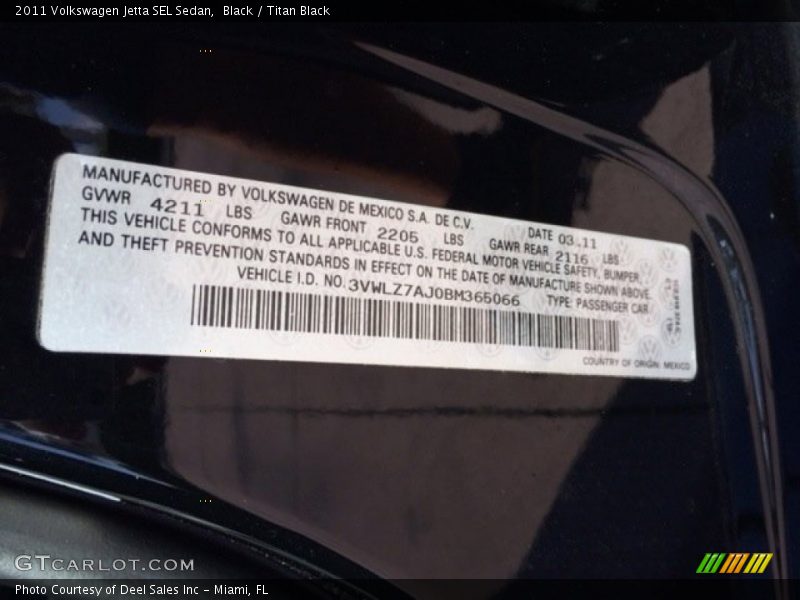 2011 Volkswagen Jetta SEL Sedan,  Black / Titan Black
MANUFACTURED BY VOLKSWAGEN DE MEXICO S.A. DE C.V. DATE 03.11
GVWR 4211 LBS GAWR FRONT 2205 LBS GAWR REAR 2116 LBS
THIS VEHICLE CONFORMS TO ALL APPLICABLE U.S. FEDERAL MOTOR VEHICLE SAFETY, BUMPER,
AND THEFT PREVENTION STANDARDS IN EFFECT ON THE DATE OF MANUFACTURE SHOWN ABOVE.
VEHICLE I.D. NO. 3VWLZ7AJ0BM365066 TYPE: PASSENGER CAR
COUNTRY OF ORIGIN: MEXICO
GTCARLOT.COM
Photo Courtesy of Deel Sales Inc - Miami, FL